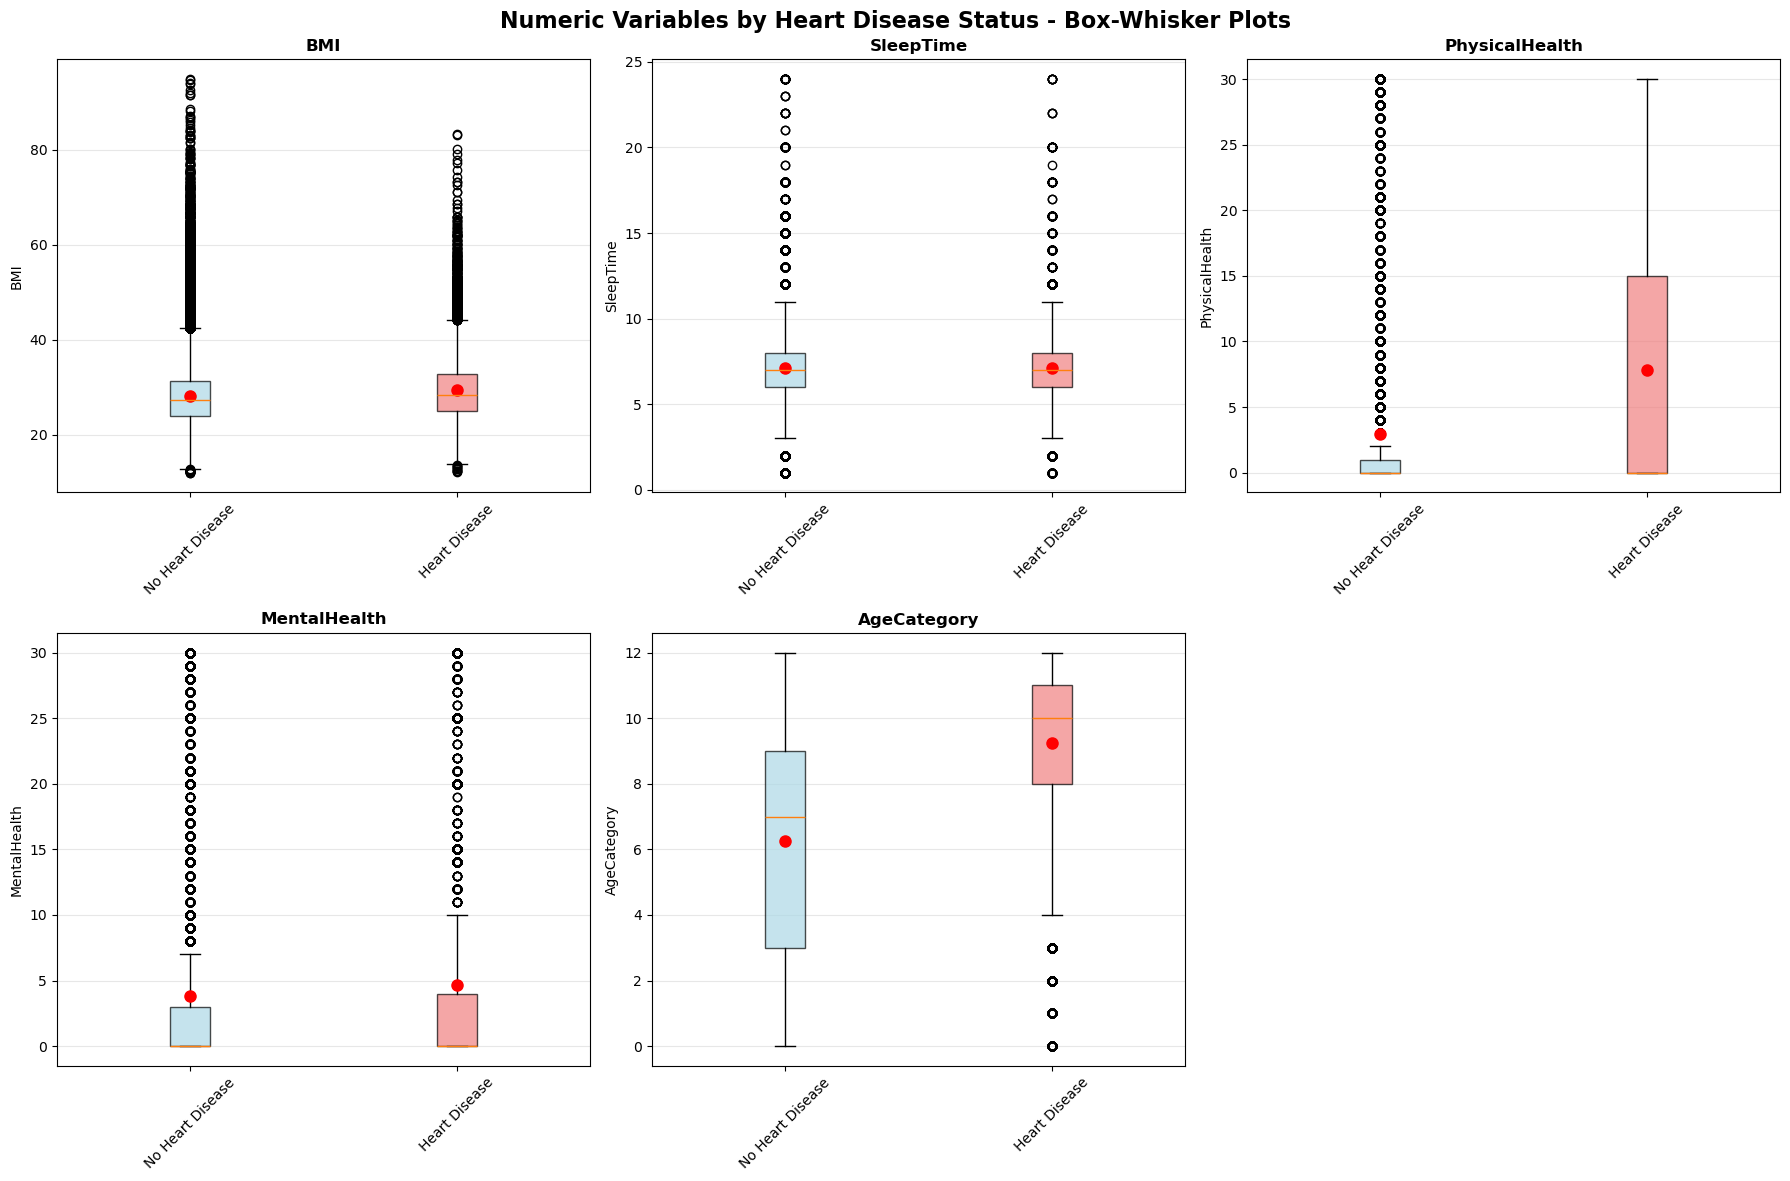 Numeric Variables by Heart Disease Status - Box-Whisker Plots
BMI
BMI
80
60
40
20
No Heart Disease
Heart Disease
SleepTime
SleepTime
25
20
15
10
5
0
No Heart Disease
Heart Disease
PhysicalHealth
PhysicalHealth
30
25
20
15
10
5
0
No Heart Disease
Heart Disease
MentalHealth
MentalHealth
30
25
20
15
10
5
0
No Heart Disease
Heart Disease
AgeCategory
AgeCategory
12
10
8
6
4
2
0
No Heart Disease
Heart Disease